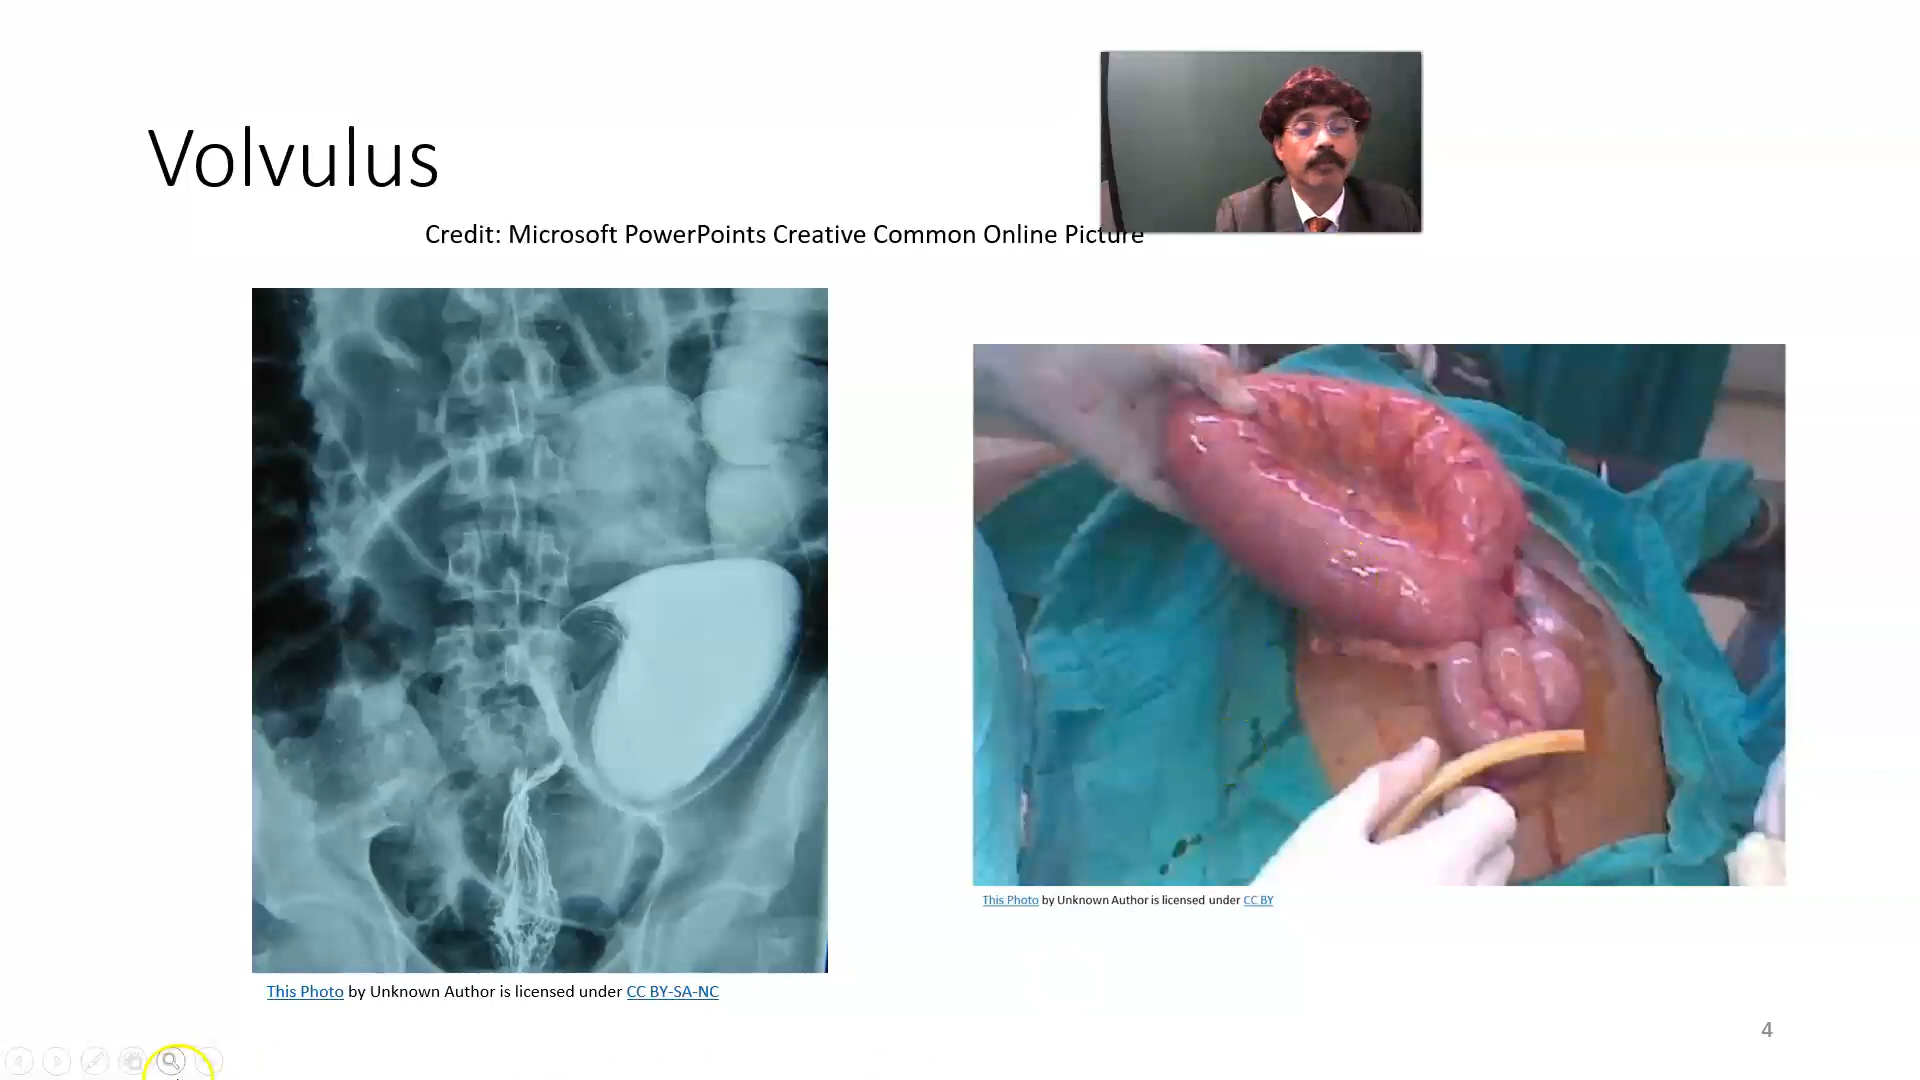 Volvulus
Credit: Microsoft PowerPoints Creative Common Online Picture
This Photo by Unknown Author is licensed under CC BY
This Photo by Unknown Author is licensed under CC BY-SA-NC
4